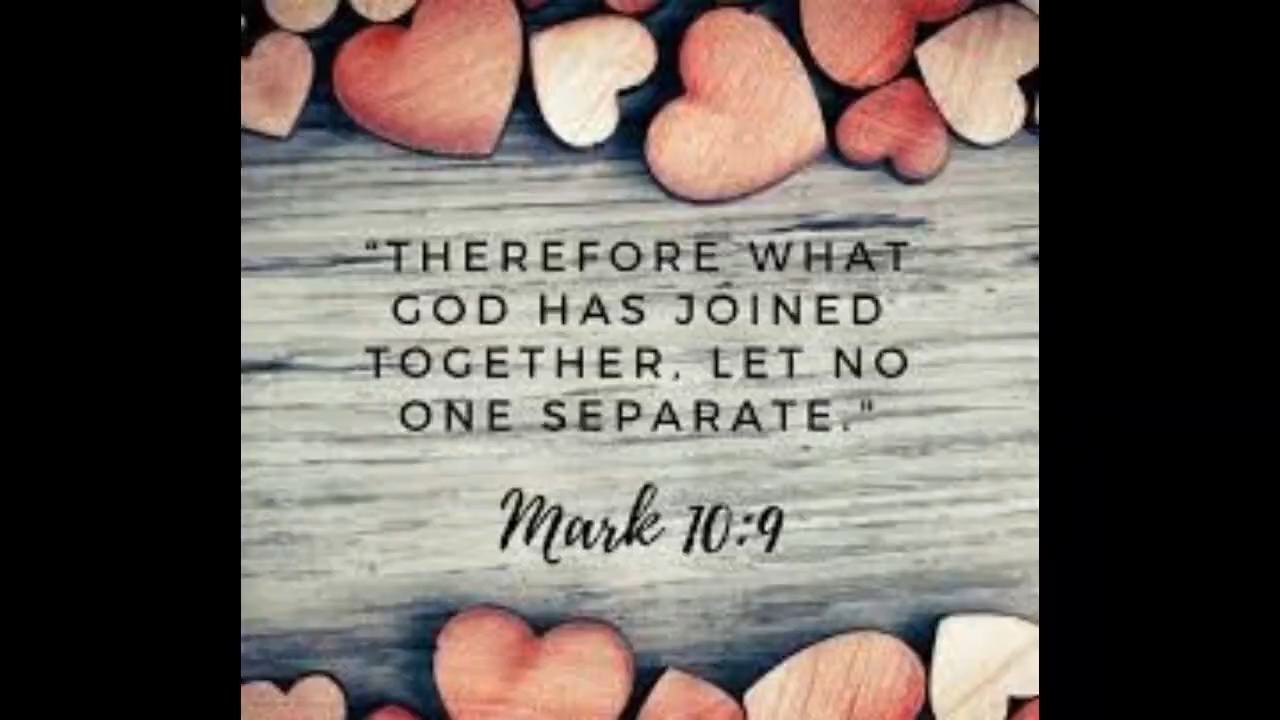 “THEREFORE WHAT
GOD HAS JOINED
TOGETHER, LET NO
ONE SEPARATE."
Mark 10:9